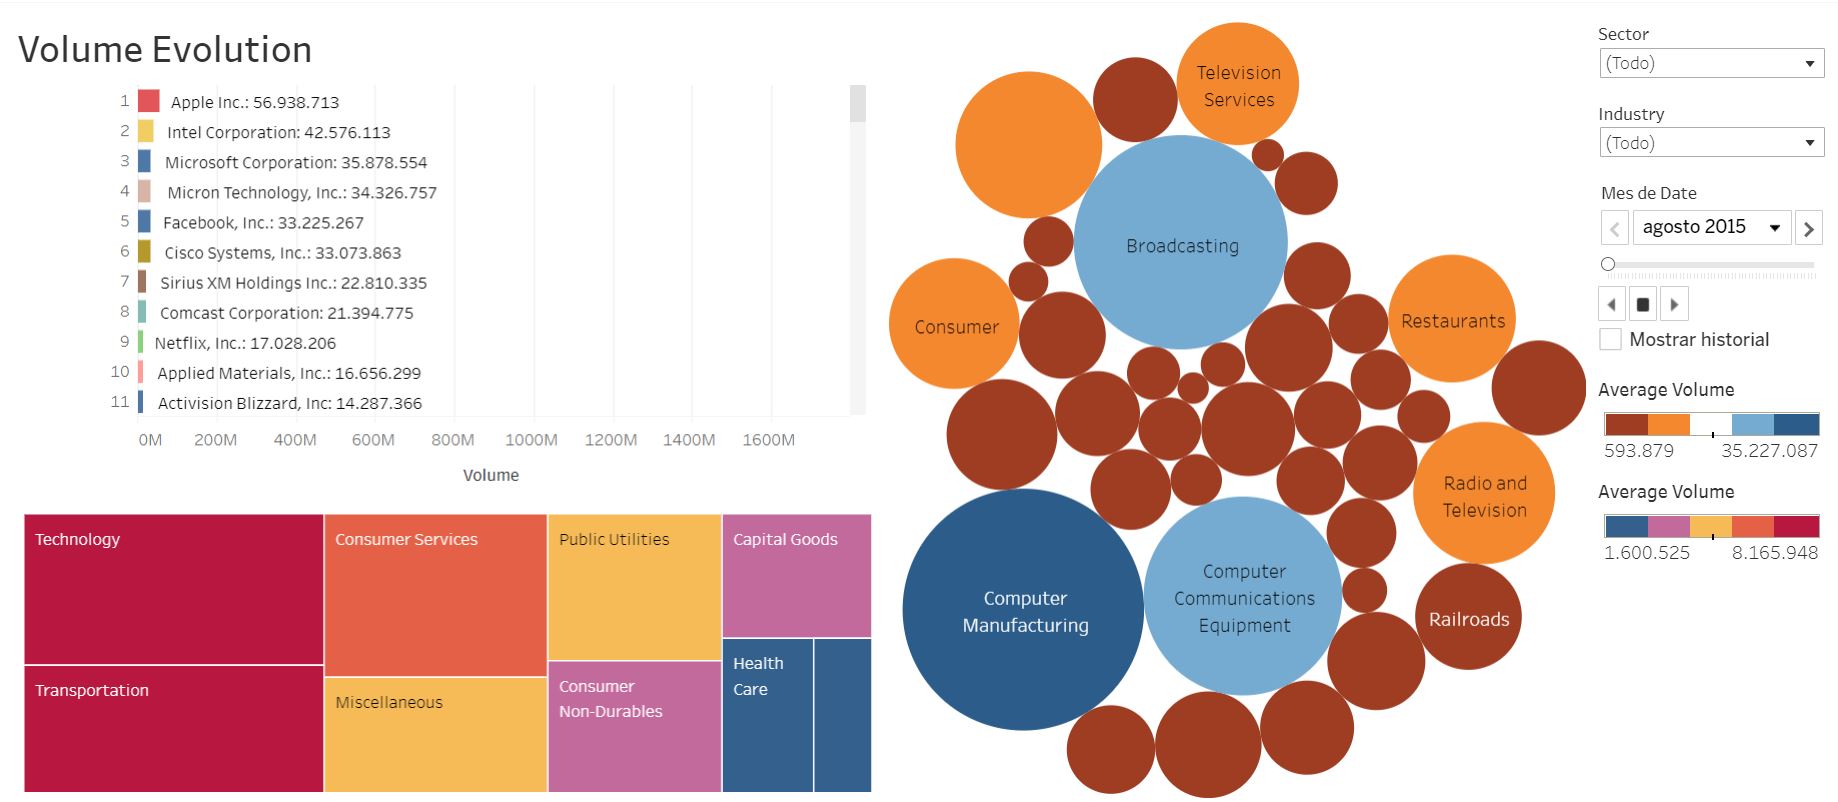 Volume Evolution
1 Apple Inc.: 56.938.713
2 Intel Corporation: 42.576.113
3 Microsoft Corporation: 35.878.554
4 Micron Technology, Inc.: 34.326.757
5 Facebook, Inc.: 33.225.267
6 Cisco Systems, Inc.: 33.073.863
7 Sirius XM Holdings Inc.: 22.810.335
8 Comcast Corporation: 21.394.775
9 Netflix, Inc.: 17.028.206
10 Applied Materials, Inc.: 16.656.299
11 Activision Blizzard, Inc: 14.287.366
0M 200M 400M 600M 800M 1000M 1200M 1400M 1600M
Volume
Technology
Transportation
Consumer Services
Miscellaneous
Public Utilities
Consumer
Non-Durables
Capital Goods
Health
Care
Television
Services
Broadcasting
Consumer
Restaurants
Radio and
Television
Computer
Manufacturing
Computer
Communications
Equipment
Railroads
Sector
(Todo)
Industry
(Todo)
Mes de Date
agosto 2015
Mostrar historial
Average Volume
593.879 35.227.087
Average Volume
1.600.525 8.165.948